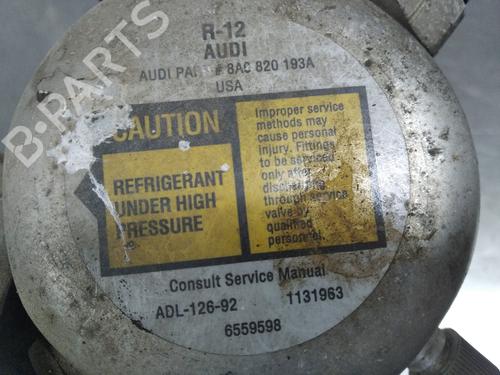 R-12
AUDI
AUDI PART # 8A0 820 193A
USA
CAUTION
REFRIGERANT
UNDER HIGH
PRESSURE
Improper service
methods may
cause personal
injury. Fittings
to be serviced
only after
discharging
through service
valve by
qualified
personnel.
Consult Service Manual
ADL-126-92 1131963
6559598
B-PARTS